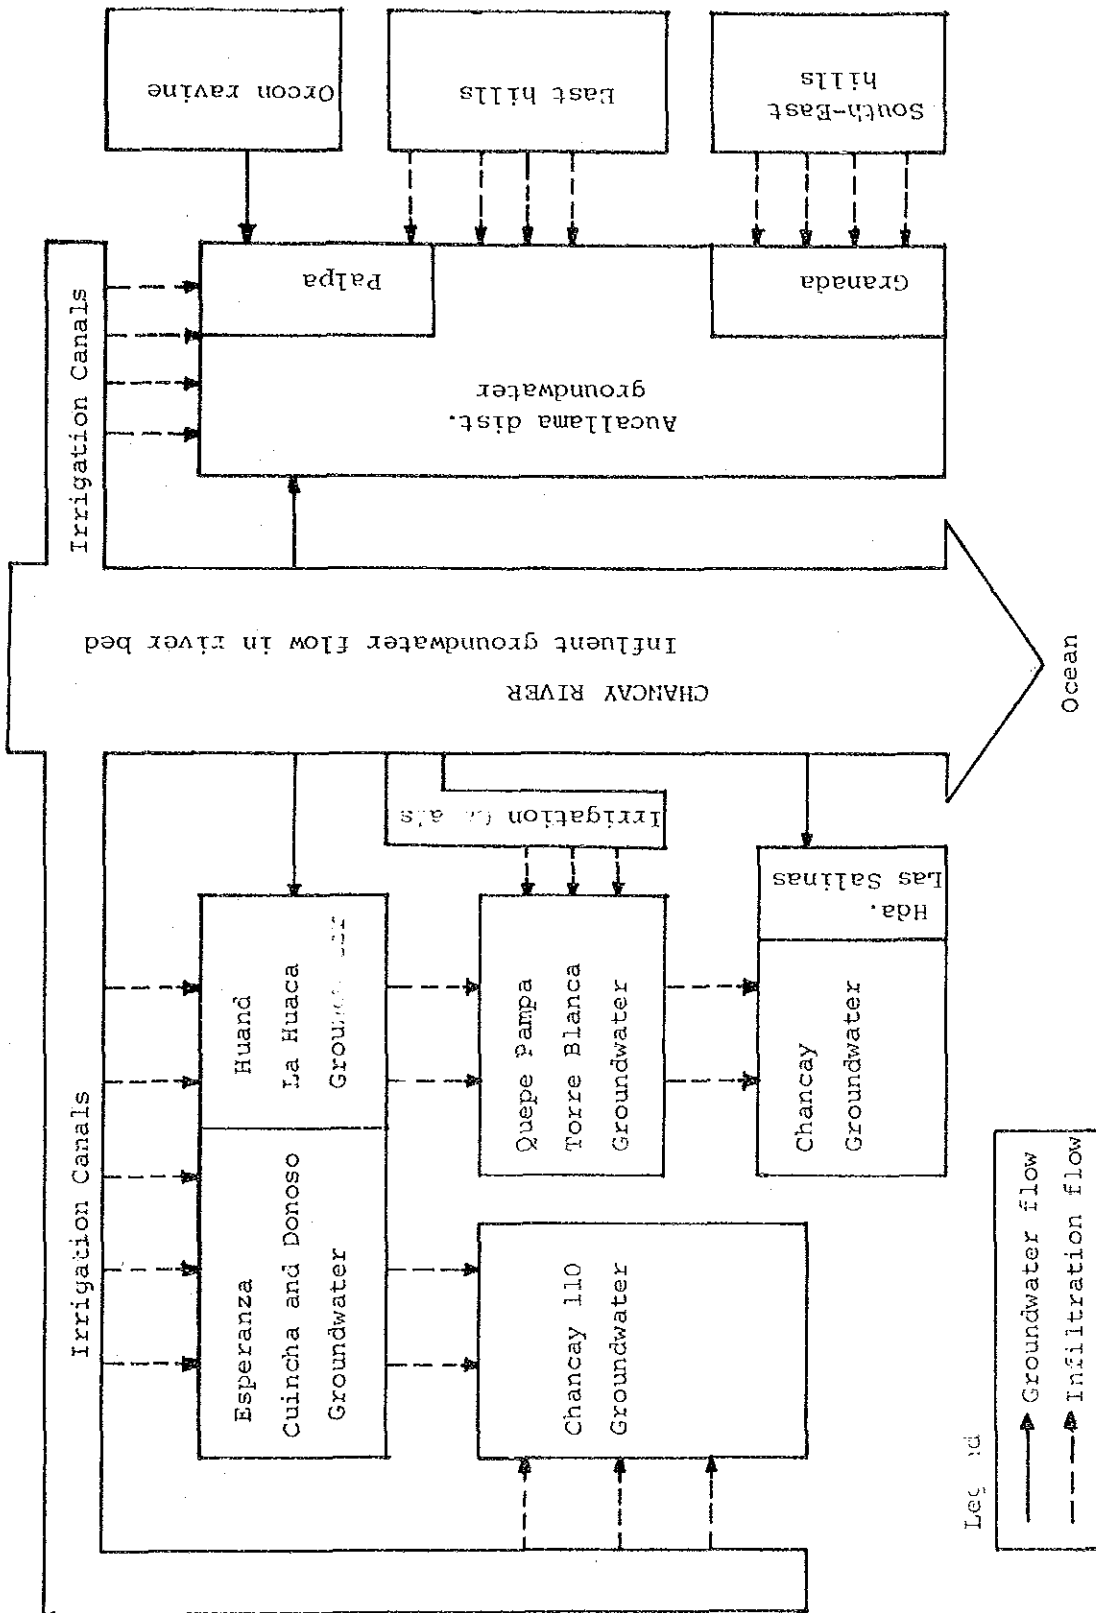 Irrigation Canals
Irrigation Canals
Orcon ravine
East hills
South-East
hills
Palpa
Granada
Aucallama dist.
groundwater
Influent groundwater flow in river bed
CHANCAY RIVER
Ocean
Irrigation
Huand
La Huaca
Esperanza
Cuincha and Donoso
Groundwater
Quepe Pampa
Torre Blanca
Groundwater
Hda.
Las Salinas
Chancay
Groundwater
Chancay 110
Groundwater
Groundwater flow
Infiltration flow